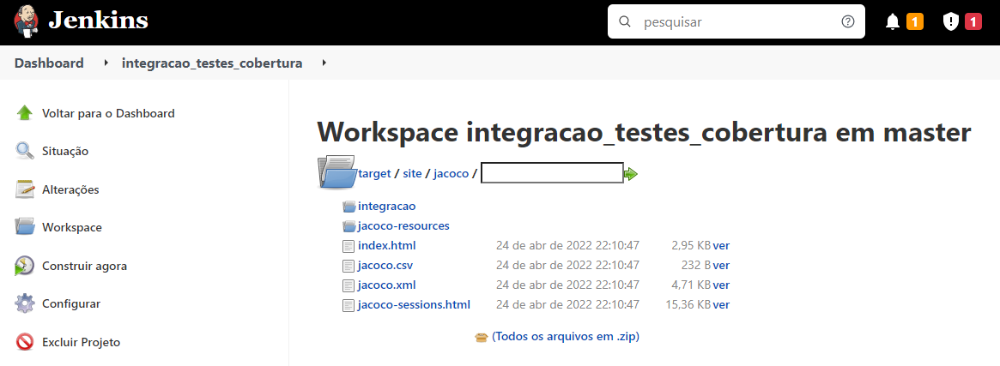 Jenkins
pesquisar
1
1
Dashboard
integracao_testes_cobertura
Voltar para o Dashboard
Situação
Alterações
Workspace
Construir agora
Configurar
Excluir Projeto
Workspace integracao_testes_cobertura em master
target / site / jacoco /
integracao
jacoco-resources
index.html 24 de abr de 2022 22:10:47 2,95 KB ver
jacoco.csv 24 de abr de 2022 22:10:47 232 B ver
jacoco.xml 24 de abr de 2022 22:10:47 4,71 KB ver
jacoco-sessions.html 24 de abr de 2022 22:10:47 15,36 KB ver
(Todos os arquivos em .zip)